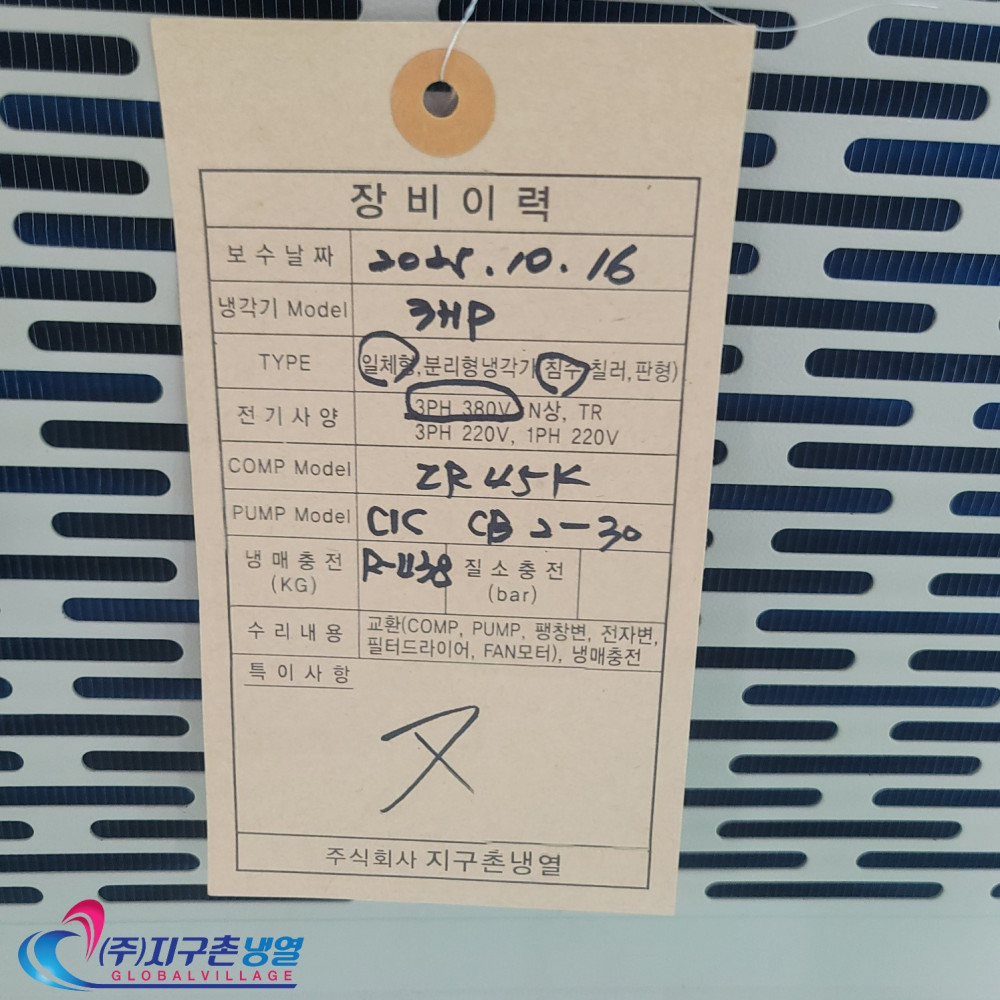 장비이력
보수날짜 2025.10.16
냉각기 Model 3HP
TYPE 일체형, 분리형냉각기 침수 칠러, 판형)
전기사양 3PH 380V N상, TR
3PH 220V, 1PH 220V
COMP Model ZR45K
PUMP Model CB 2-30
냉매충전 질소충전
(KG) (bar)
수리내용 교환(COMP, PUMP, 팽창변, 전자변,
필터드라이어, FAN모터), 냉매충전
특이사항
주식회사 지구촌냉열
(주)지구촌냉열
GLOBALVILLAGE